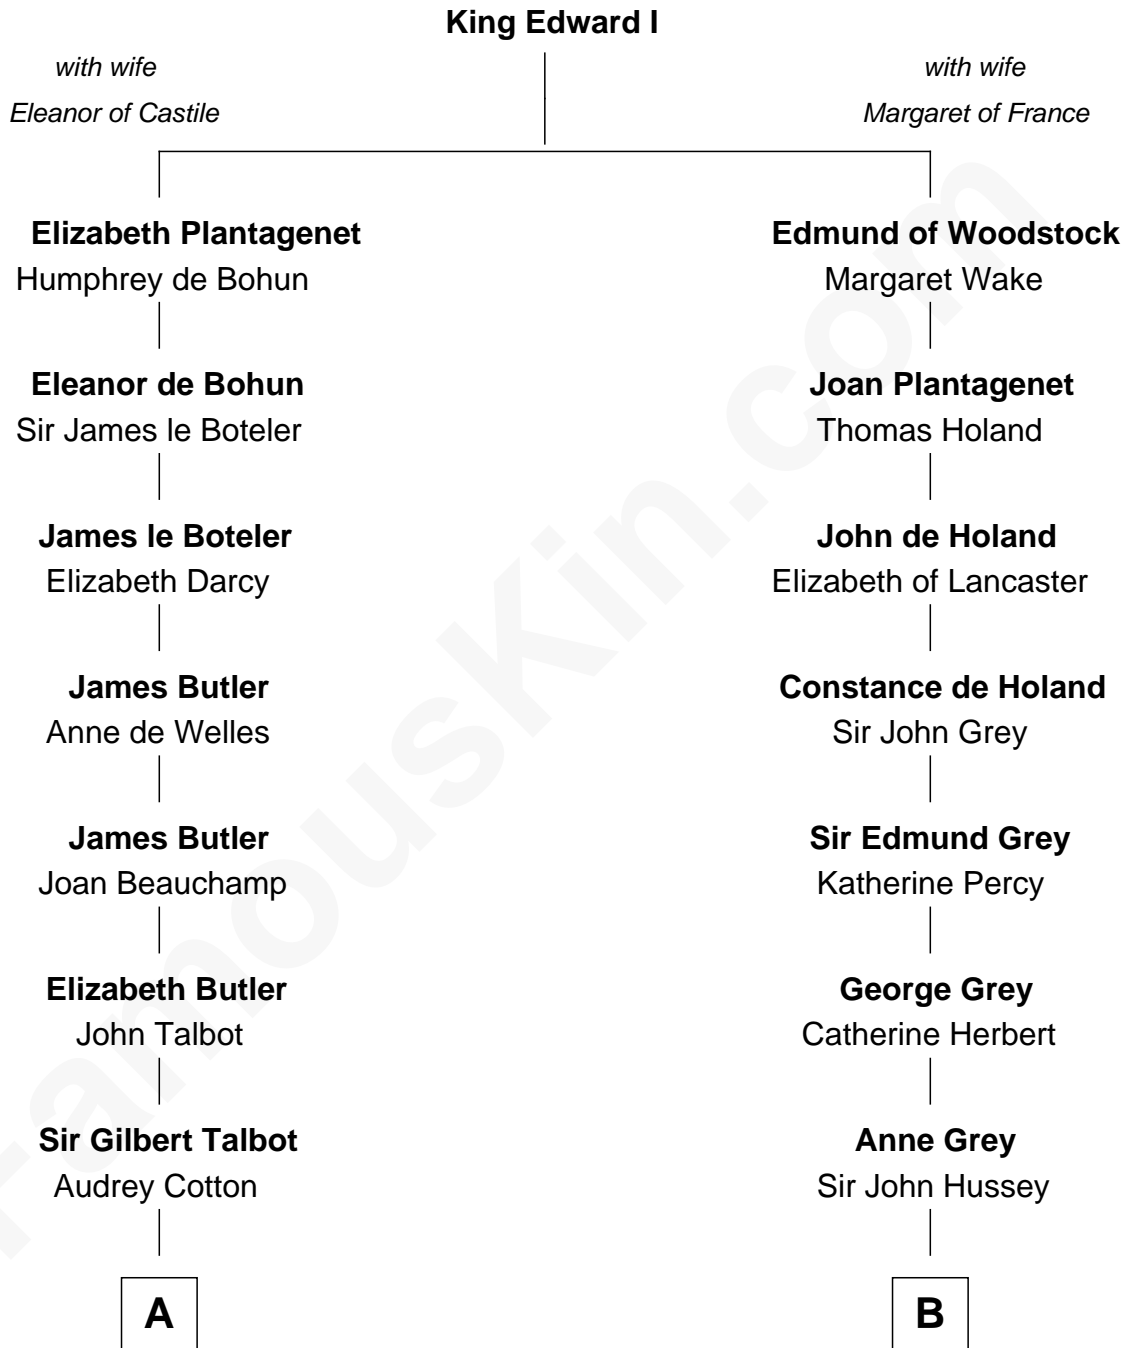 King Edward I
with wife
Eleanor of Castile
with wife
Margaret of France
Elizabeth Plantagenet
Humphrey de Bohun
Edmund of Woodstock
Margaret Wake
Eleanor de Bohun
Sir James le Boteler
Joan Plantagenet
Thomas Holand
James le Boteler
Elizabeth Darcy
John de Holand
Elizabeth of Lancaster
James Butler
Anne de Welles
Constance de Holand
Sir John Grey
James Butler
Joan Beauchamp
Sir Edmund Grey
Katherine Percy
Elizabeth Butler
John Talbot
George Grey
Catherine Herbert
Sir Gilbert Talbot
Audrey Cotton
Anne Grey
Sir John Hussey
A
B
FamousKin.com